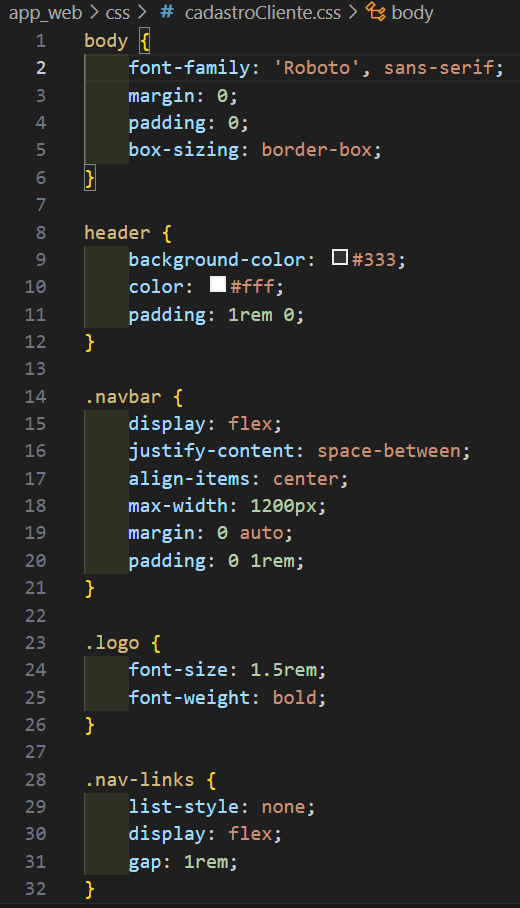 app_web > css > # cadastroCliente.css > body
1 body {
2     font-family: 'Roboto', sans-serif;
3     margin: 0;
4     padding: 0;
5     box-sizing: border-box;
6 }
7
8 header {
9     background-color: #333;
10     color: #fff;
11     padding: 1rem 0;
12 }
13
14 .navbar {
15     display: flex;
16     justify-content: space-between;
17     align-items: center;
18     max-width: 1200px;
19     margin: 0 auto;
20     padding: 0 1rem;
21 }
22
23 .logo {
24     font-size: 1.5rem;
25     font-weight: bold;
26 }
27
28 .nav-links {
29     list-style: none;
30     display: flex;
31     gap: 1rem;
32 }